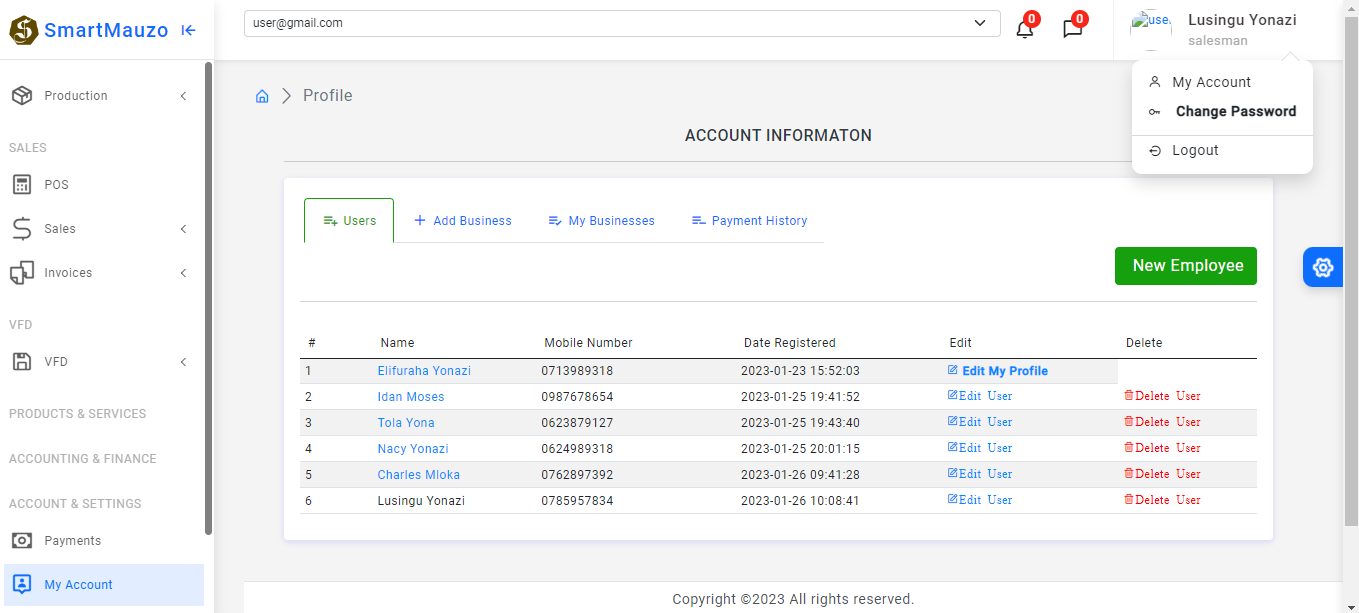 SmartMauzo
user@gmail.com
0
0
use
Lusingu Yonazi
salesman
My Account
Change Password
Logout
Production
SALES
POS
Sales
Invoices
VFD
VFD
PRODUCTS & SERVICES
ACCOUNTING & FINANCE
ACCOUNT & SETTINGS
Payments
My Account
Profile
ACCOUNT INFORMATON
Users Add Business My Businesses Payment History
New Employee
# Name Mobile Number Date Registered Edit Delete
1 Elifuraha Yonazi 0713989318 2023-01-23 15:52:03 Edit My Profile
2 Idan Moses 0987678654 2023-01-25 19:41:52 Edit User Delete User
3 Tola Yona 0623879127 2023-01-25 19:43:40 Edit User Delete User
4 Nacy Yonazi 0624989318 2023-01-25 20:01:15 Edit User Delete User
5 Charles Mloka 0762897392 2023-01-26 09:41:28 Edit User Delete User
6 Lusingu Yonazi 0785957834 2023-01-26 10:08:41 Edit User Delete User
Copyright ©2023 All rights reserved.